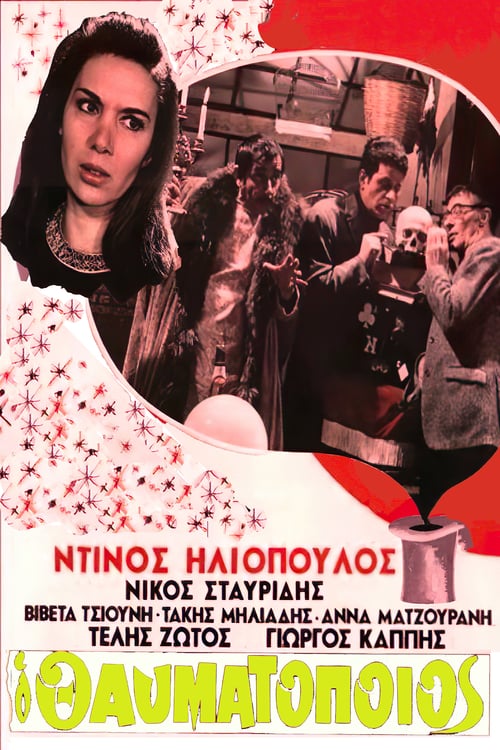 ΝΤΙΝΟΣ ΗΛΙΟΠΟΥΛΟΣ
ΝΙΚΟΣ ΣΤΑΥΡΙΔΗΣ
ΒΙΒΕΤΑ ΤΣΙΟΥΝΗ · ΤΑΚΗΣ ΜΗΛΙΑΔΗΣ · ΑΝΝΑ ΜΑΤΖΟΥΡΑΝΗ
ΤΕΛΗΣ ΖΩΤΟΣ ΓΙΩΡΓΟΣ ΚΑΠΠΗΣ
ὁ ΘΑΥΜΑΤΟΠΟΙΟΣ